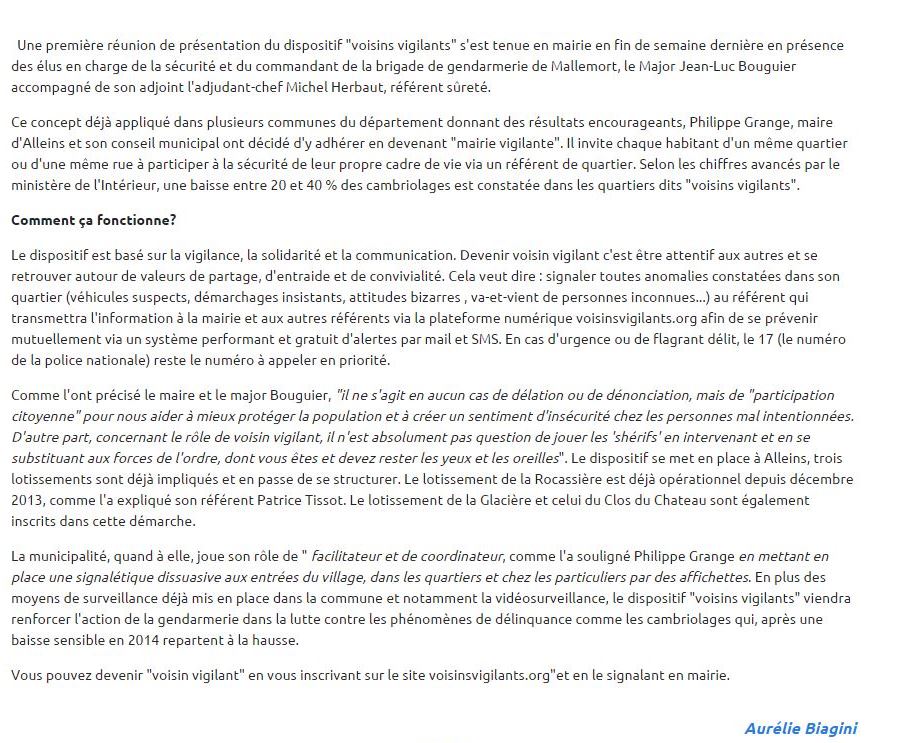 Une première réunion de présentation du dispositif "voisins vigilants" s'est tenue en mairie en fin de semaine dernière en présence
des élus en charge de la sécurité et du commandant de la brigade de gendarmerie de Mallemort, le Major Jean-Luc Bouguier
accompagné de son adjoint l'adjudant-chef Michel Herbaut, référent sûreté.
Ce concept déjà appliqué dans plusieurs communes du département donnant des résultats encourageants, Philippe Grange, maire
d'Alleins et son conseil municipal ont décidé d'y adhérer en devenant "mairie vigilante". Il invite chaque habitant d'un même quartier
ou d'une même rue à participer à la sécurité de leur propre cadre de vie via un référent de quartier. Selon les chiffres avancés par le
ministère de l'Intérieur, une baisse entre 20 et 40 % des cambriolages est constatée dans les quartiers dits "voisins vigilants".
Comment ça fonctionne?
Le dispositif est basé sur la vigilance, la solidarité et la communication. Devenir voisin vigilant c'est être attentif aux autres et se
retrouver autour de valeurs de partage, d'entraide et de convivialité. Cela veut dire : signaler toutes anomalies constatées dans son
quartier (véhicules suspects, démarchages insistants, attitudes bizarres , va-et-vient de personnes inconnues...) au référent qui
transmettra l'information à la mairie et aux autres référents via la plateforme numérique voisinsvigilants.org afin de se prévenir
mutuellement via un système performant et gratuit d'alertes par mail et SMS. En cas d'urgence ou de flagrant délit, le 17 (le numéro
de la police nationale) reste le numéro à appeler en priorité.
Comme l'ont précisé le maire et le major Bouguier, "il ne s'agit en aucun cas de délation ou de dénonciation, mais de "participation
citoyenne" pour nous aider à mieux protéger la population et à créer un sentiment d'insécurité chez les personnes mal intentionnées.
D'autre part, concernant le rôle de voisin vigilant, il n'est absolument pas question de jouer les 'shérifs' en intervenant et en se
substituant aux forces de l'ordre, dont vous êtes et devez rester les yeux et les oreilles". Le dispositif se met en place à Alleins, trois
lotissements sont déjà impliqués et en passe de se structurer. Le lotissement de la Rocassière est déjà opérationnel depuis décembre
2013, comme l'a expliqué son référent Patrice Tissot. Le lotissement de la Glacière et celui du Clos du Chateau sont également
inscrits dans cette démarche.
La municipalité, quand à elle, joue son rôle de " facilitateur et de coordinateur, comme l'a souligné Philippe Grange en mettant en
place une signalétique dissuasive aux entrées du village, dans les quartiers et chez les particuliers par des affichettes. En plus des
moyens de surveillance déjà mis en place dans la commune et notamment la vidéosurveillance, le dispositif "voisins vigilants" viendra
renforcer l'action de la gendarmerie dans la lutte contre les phénomènes de délinquance comme les cambriolages qui, après une
baisse sensible en 2014 repartent à la hausse.
Vous pouvez devenir "voisin vigilant" en vous inscrivant sur le site voisinsvigilants.org"et en le signalant en mairie.
Aurélie Biagini